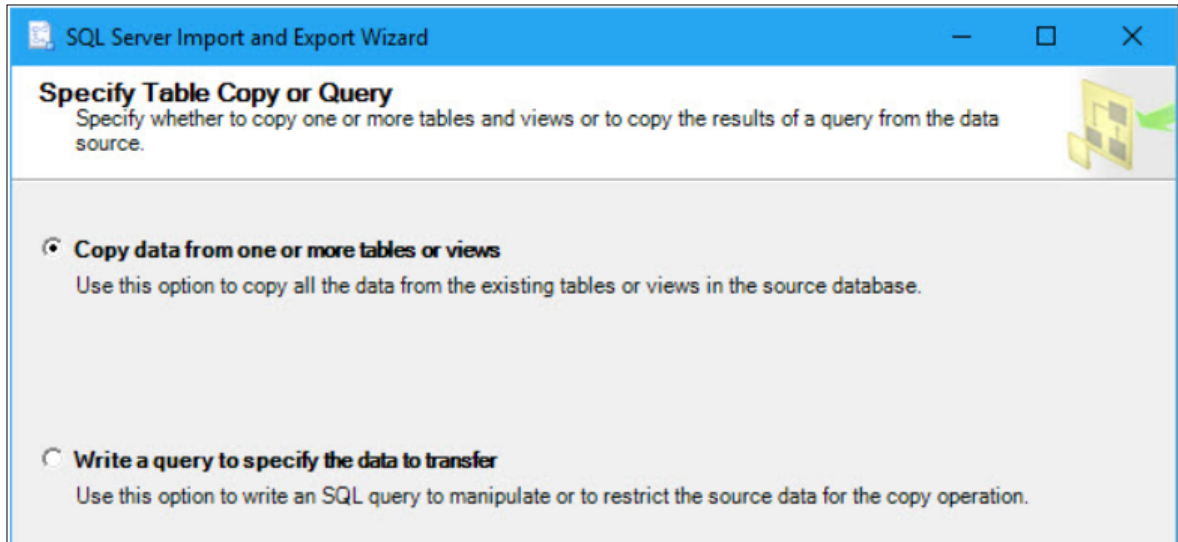 SQL Server Import and Export Wizard
Specify Table Copy or Query
Specify whether to copy one or more tables and views or to copy the results of a query from the data
source.
Copy data from one or more tables or views
Use this option to copy all the data from the existing tables or views in the source database.
Write a query to specify the data to transfer
Use this option to write an SQL query to manipulate or to restrict the source data for the copy operation.